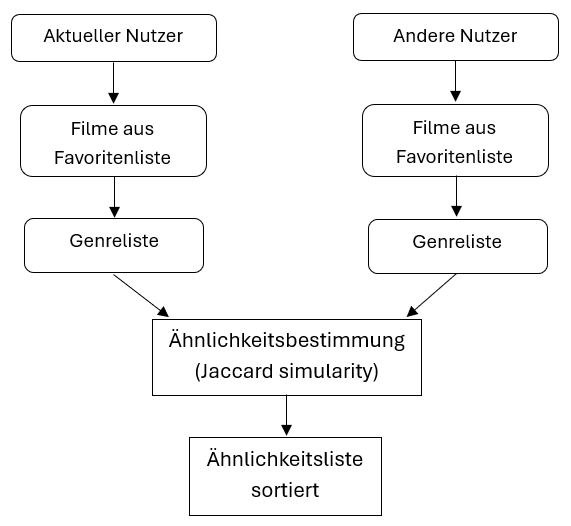 Aktueller Nutzer
Andere Nutzer
Filme aus
Favoritenliste
Filme aus
Favoritenliste
Genreliste
Genreliste
Ähnlichkeitsbestimmung
(Jaccard simularity)
Ähnlichkeitsliste
sortiert